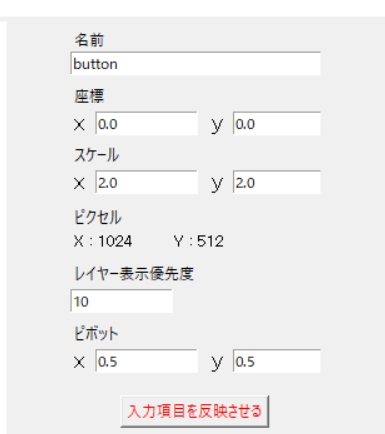 名前
button
座標
x 0.0 y 0.0
スケール
x 2.0 y 2.0
ピクセル
X：1024 Y：512
レイヤー表示優先度
10
ピボット
x 0.5 y 0.5
入力項目を反映させる